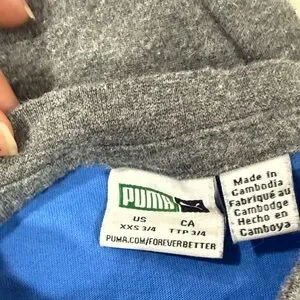 PUMA
US CA
XXS 3/4 TTP 3/4
PUMA.COM/FOREVERBETTER
Made in
Cambodia
Fabriqué au
Cambodge
Hecho en
Camboya